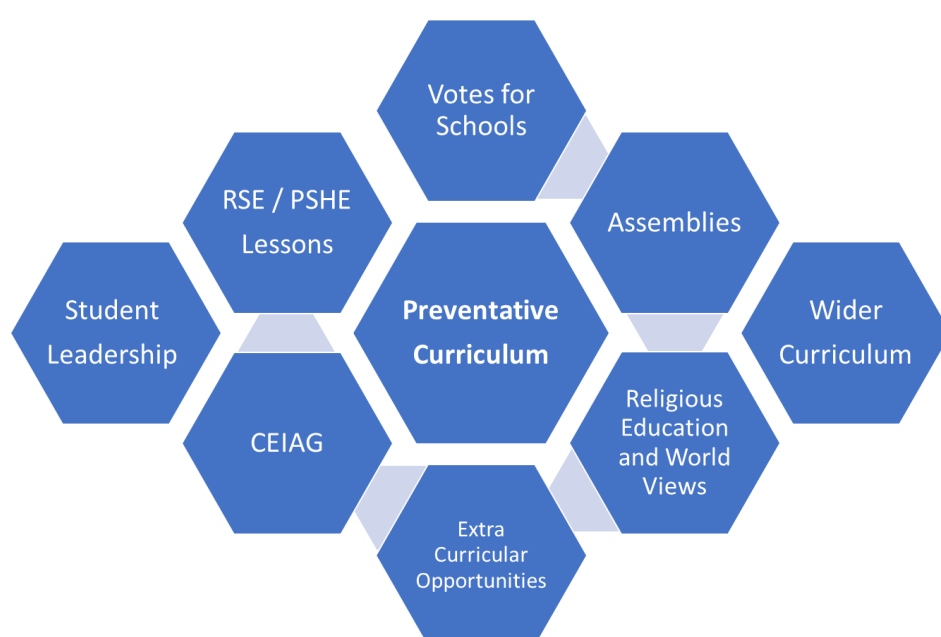 Votes for
Schools
RSE / PSHE
Lessons
Assemblies
Student
Leadership
Preventative
Curriculum
Wider
Curriculum
CEIAG
Religious
Education
and World
Views
Extra
Curricular
Opportunities